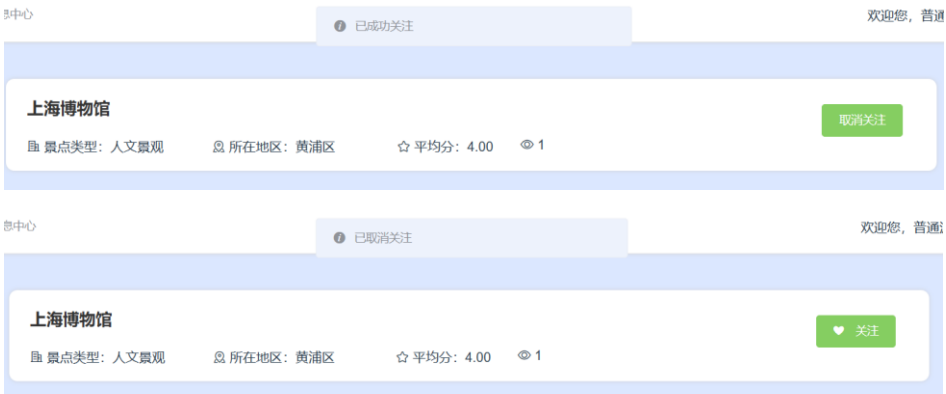 息中心 已成功关注 欢迎您，普通
上海博物馆 取消关注
景点类型：人文景观 所在地区：黄浦区 平均分：4.00 1
息中心 已取消关注 欢迎您，普通
上海博物馆 关注
景点类型：人文景观 所在地区：黄浦区 平均分：4.00 1